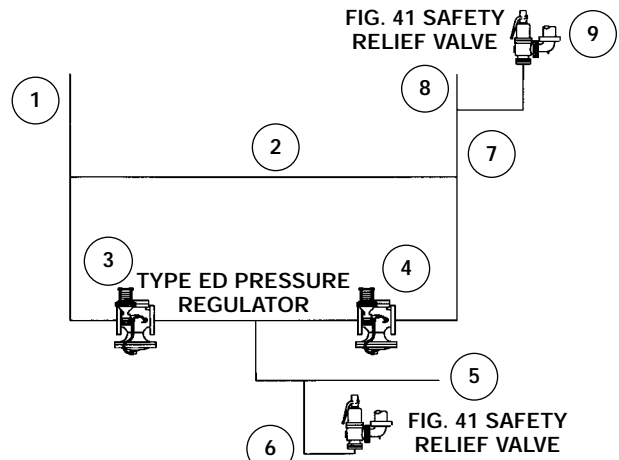 FIG. 41 SAFETY
RELIEF VALVE
9
1
8
2
7
3
TYPE ED PRESSURE
REGULATOR
4
5
FIG. 41 SAFETY
RELIEF VALVE
6